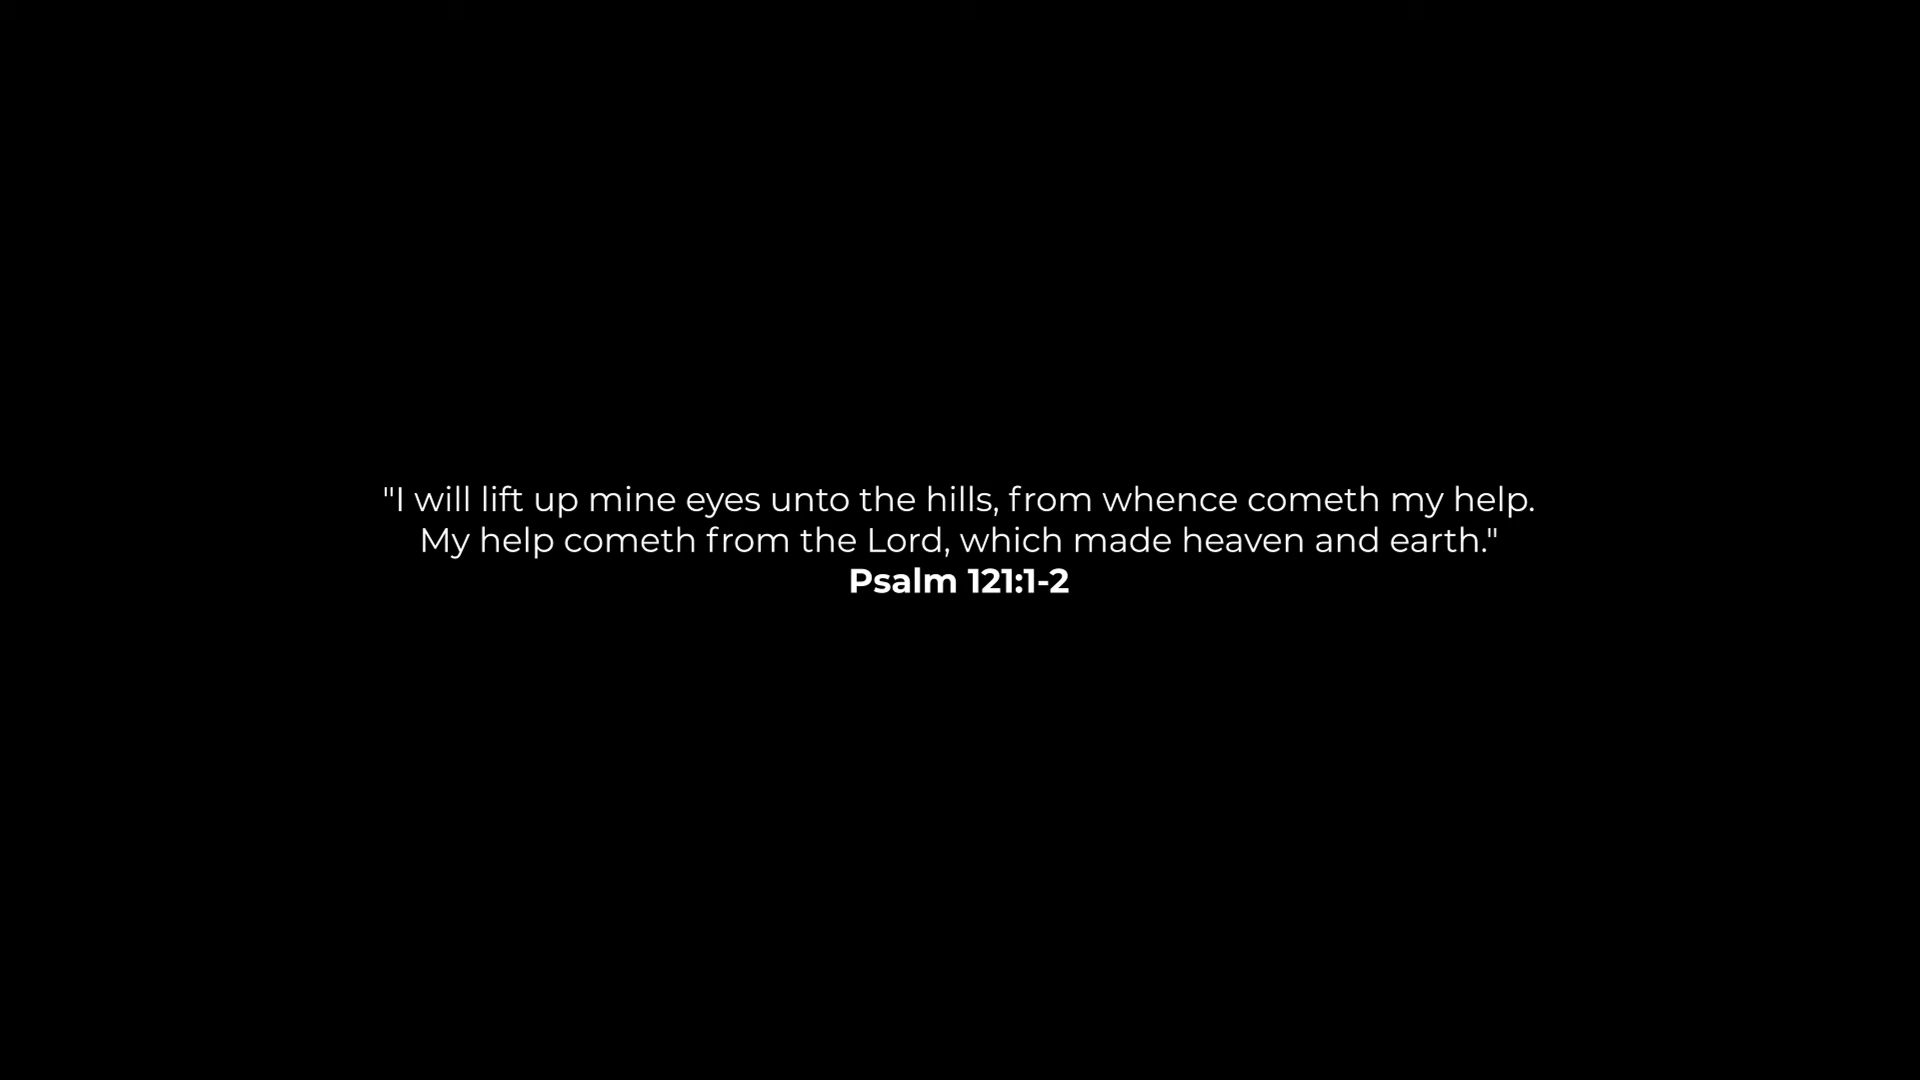 "I will lift up mine eyes unto the hills, from whence cometh my help.
My help cometh from the Lord, which made heaven and earth."
Psalm 121:1-2